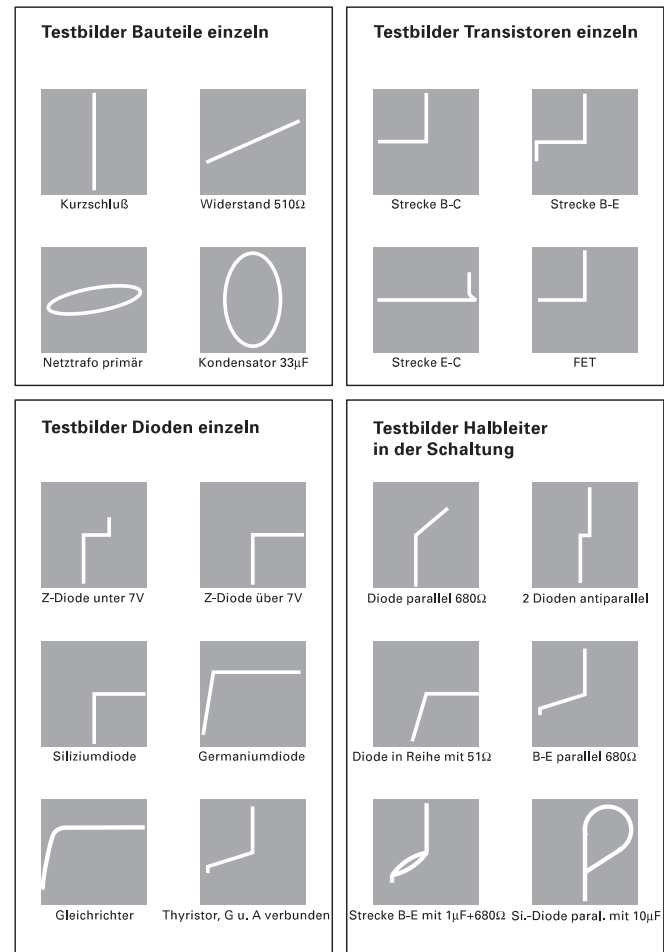 Testbilder Bauteile einzeln
Kurzschluß
Widerstand 510Ω
Netztrafo primär
Kondensator 33µF
Testbilder Transistoren einzeln
Strecke B-C
Strecke B-E
Strecke E-C
FET
Testbilder Dioden einzeln
Z-Diode unter 7V
Z-Diode über 7V
Siliziumdiode
Germaniumdiode
Gleichrichter
Thyristor, G u. A verbunden
Testbilder Halbleiter
in der Schaltung
Diode parallel 680Ω
2 Dioden antiparallel
Diode in Reihe mit 51Ω
B-E parallel 680Ω
Strecke B-E mit 1µF+680Ω
Si.-Diode paral. mit 10µF